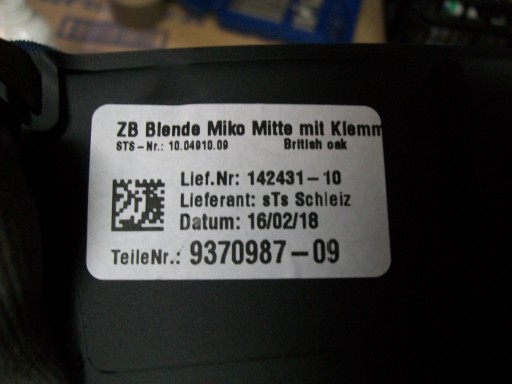 ZB Blende Miko Mitte mit Klemm
STS-Nr.: 10.04910.09 British oak
Lief.Nr: 142431-10
Lieferant: sTs Schleiz
Datum: 16/02/18
TeileNr.: 9370987-09